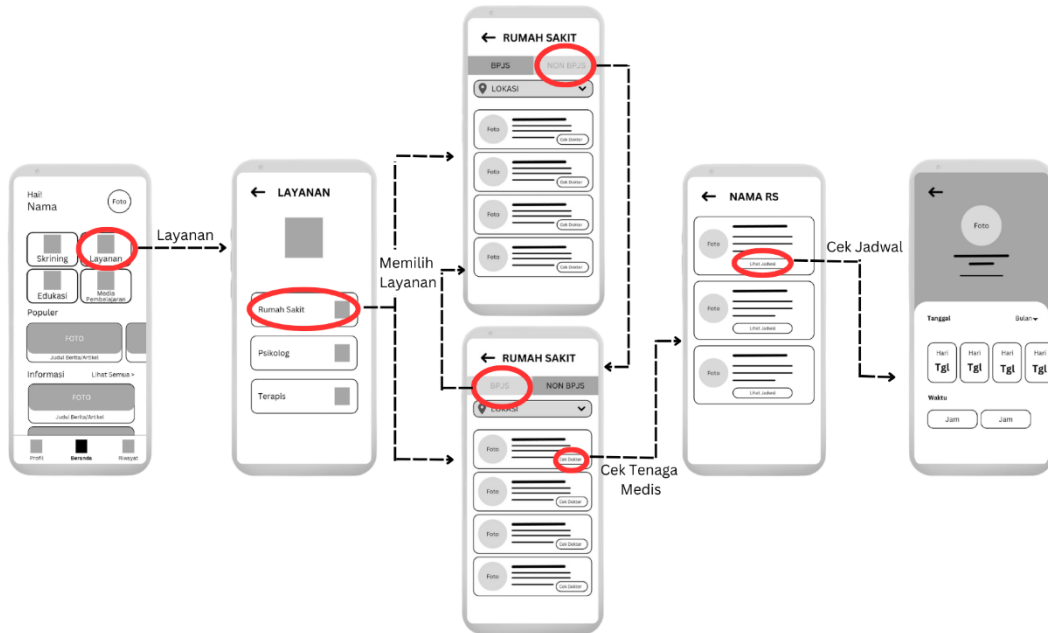 Hai!
Nama
Foto
Skrining
Layanan
Edukasi
Media
Pembelajaran
Populer
FOTO
Judul Berita/Artikel
Informasi
Lihat Semua >
FOTO
Judul Berita/Artikel
Profil
Beranda
Riwayat
Layanan
LAYANAN
Rumah Sakit
Psikolog
Terapis
Memilih
Layanan
RUMAH SAKIT
BPJS
NON BPJS
LOKASI
Foto
Cek Dokter
Foto
Cek Dokter
Foto
Cek Dokter
Foto
Cek Dokter
RUMAH SAKIT
BPJS
NON BPJS
LOKASI
Foto
Cek Dokter
Foto
Cek Dokter
Foto
Cek Dokter
Foto
Cek Dokter
Cek Tenaga
Medis
NAMA RS
Foto
Lihat Jadwal
Foto
Lihat Jadwal
Foto
Lihat Jadwal
Cek Jadwal
Foto
Tanggal
Bulan
Hari Hari Hari Hari
Tgl Tgl Tgl Tgl
Waktu
Jam Jam